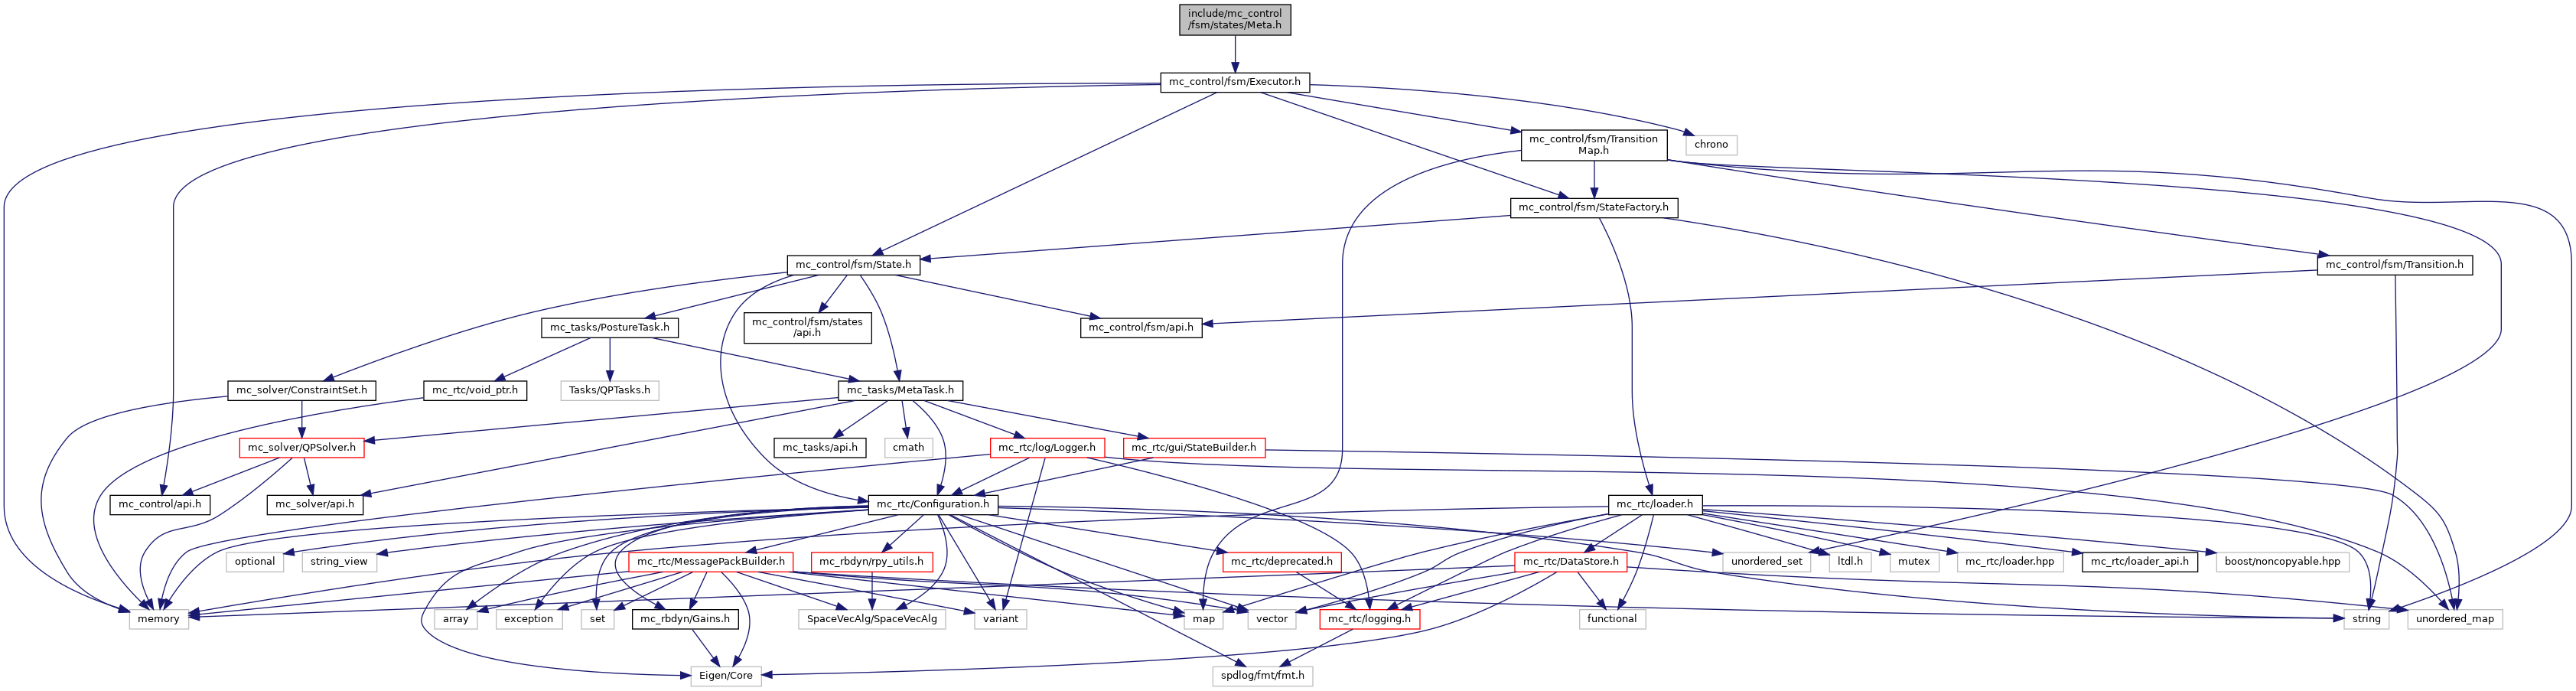 include/mc_control
/fsm/states/Meta.h
mc_control/fsm/Executor.h
mc_control/fsm/Transition
Map.h
chrono
mc_control/fsm/StateFactory.h
mc_control/fsm/State.h
mc_control/fsm/Transition.h
mc_tasks/PostureTask.h
mc_control/fsm/states
/api.h
mc_control/fsm/api.h
mc_solver/ConstraintSet.h
mc_rtc/void_ptr.h
Tasks/QPTasks.h
mc_tasks/MetaTask.h
mc_solver/QPSolver.h
mc_tasks/api.h
cmath
mc_rtc/log/Logger.h
mc_rtc/gui/StateBuilder.h
mc_control/api.h
mc_solver/api.h
mc_rtc/Configuration.h
mc_rtc/loader.h
optional
string_view
mc_rtc/MessagePackBuilder.h
mc_rbdyn/rpy_utils.h
mc_rtc/deprecated.h
mc_rtc/DataStore.h
unordered_set
ltdl.h
mutex
mc_rtc/loader.hpp
mc_rtc/loader_api.h
boost/noncopyable.hpp
memory
array
exception
set
mc_rbdyn/Gains.h
SpaceVecAlg/SpaceVecAlg
variant
map
vector
mc_rtc/logging.h
functional
string
unordered_map
Eigen/Core
spdlog/fmt/fmt.h